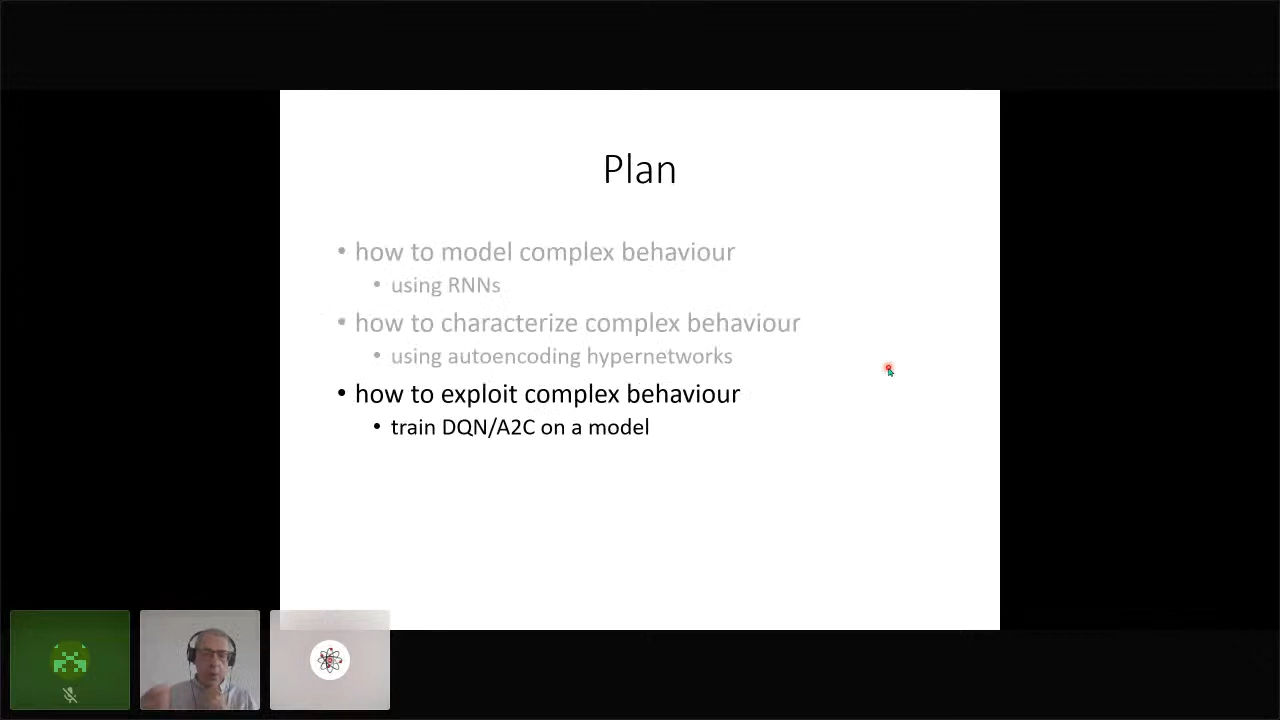 Plan
• how to model complex behaviour
• using RNNs
• how to characterize complex behaviour
• using autoencoding hypernetworks
• how to exploit complex behaviour
• train DQN/A2C on a model